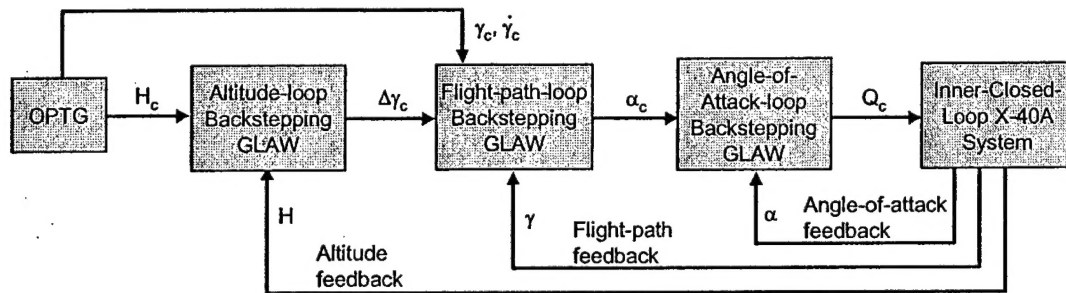 γc, γ̇c
OPTG
Hc
Altitude-loop
Backstepping
GLAW
Δγc
Flight-path-loop
Backstepping
GLAW
αc
Angle-of-
Attack-loop
Backstepping
GLAW
Qc
Inner-Closed-
Loop X-40A
System
H
Altitude
feedback
γ
Flight-path
feedback
α
Angle-of-attack
feedback